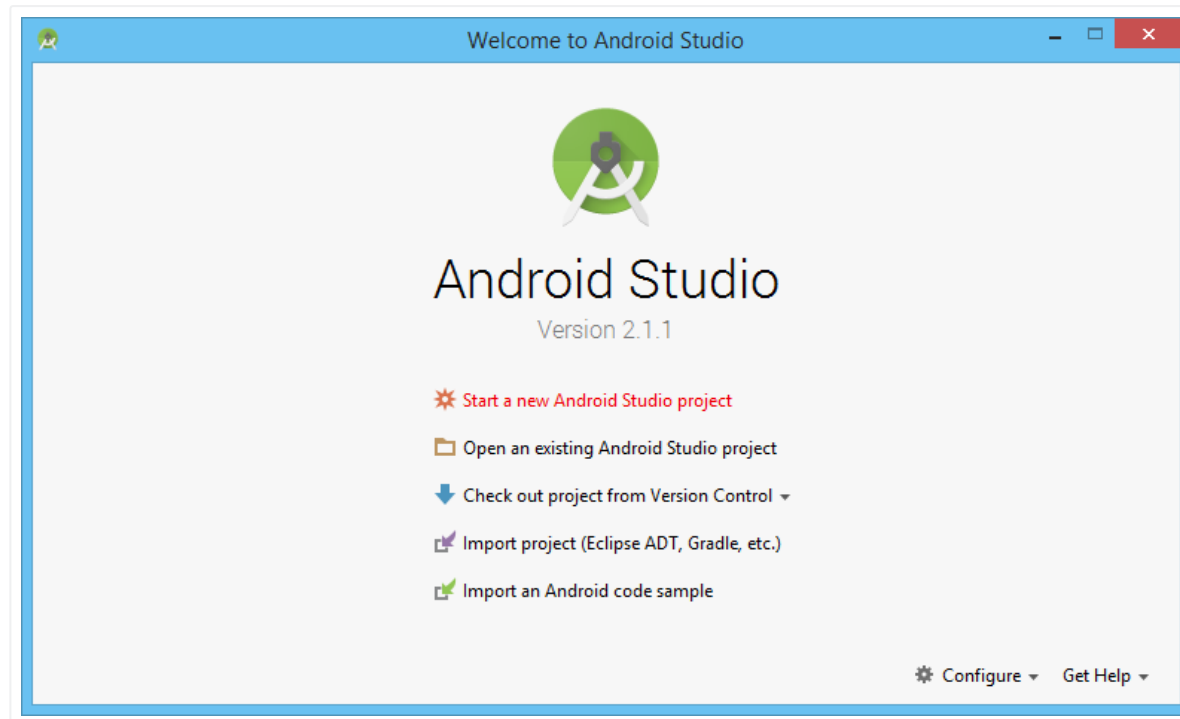 Welcome to Android Studio
Android Studio
Version 2.1.1
Start a new Android Studio project
Open an existing Android Studio project
Check out project from Version Control
Import project (Eclipse ADT, Gradle, etc.)
Import an Android code sample
Configure Get Help